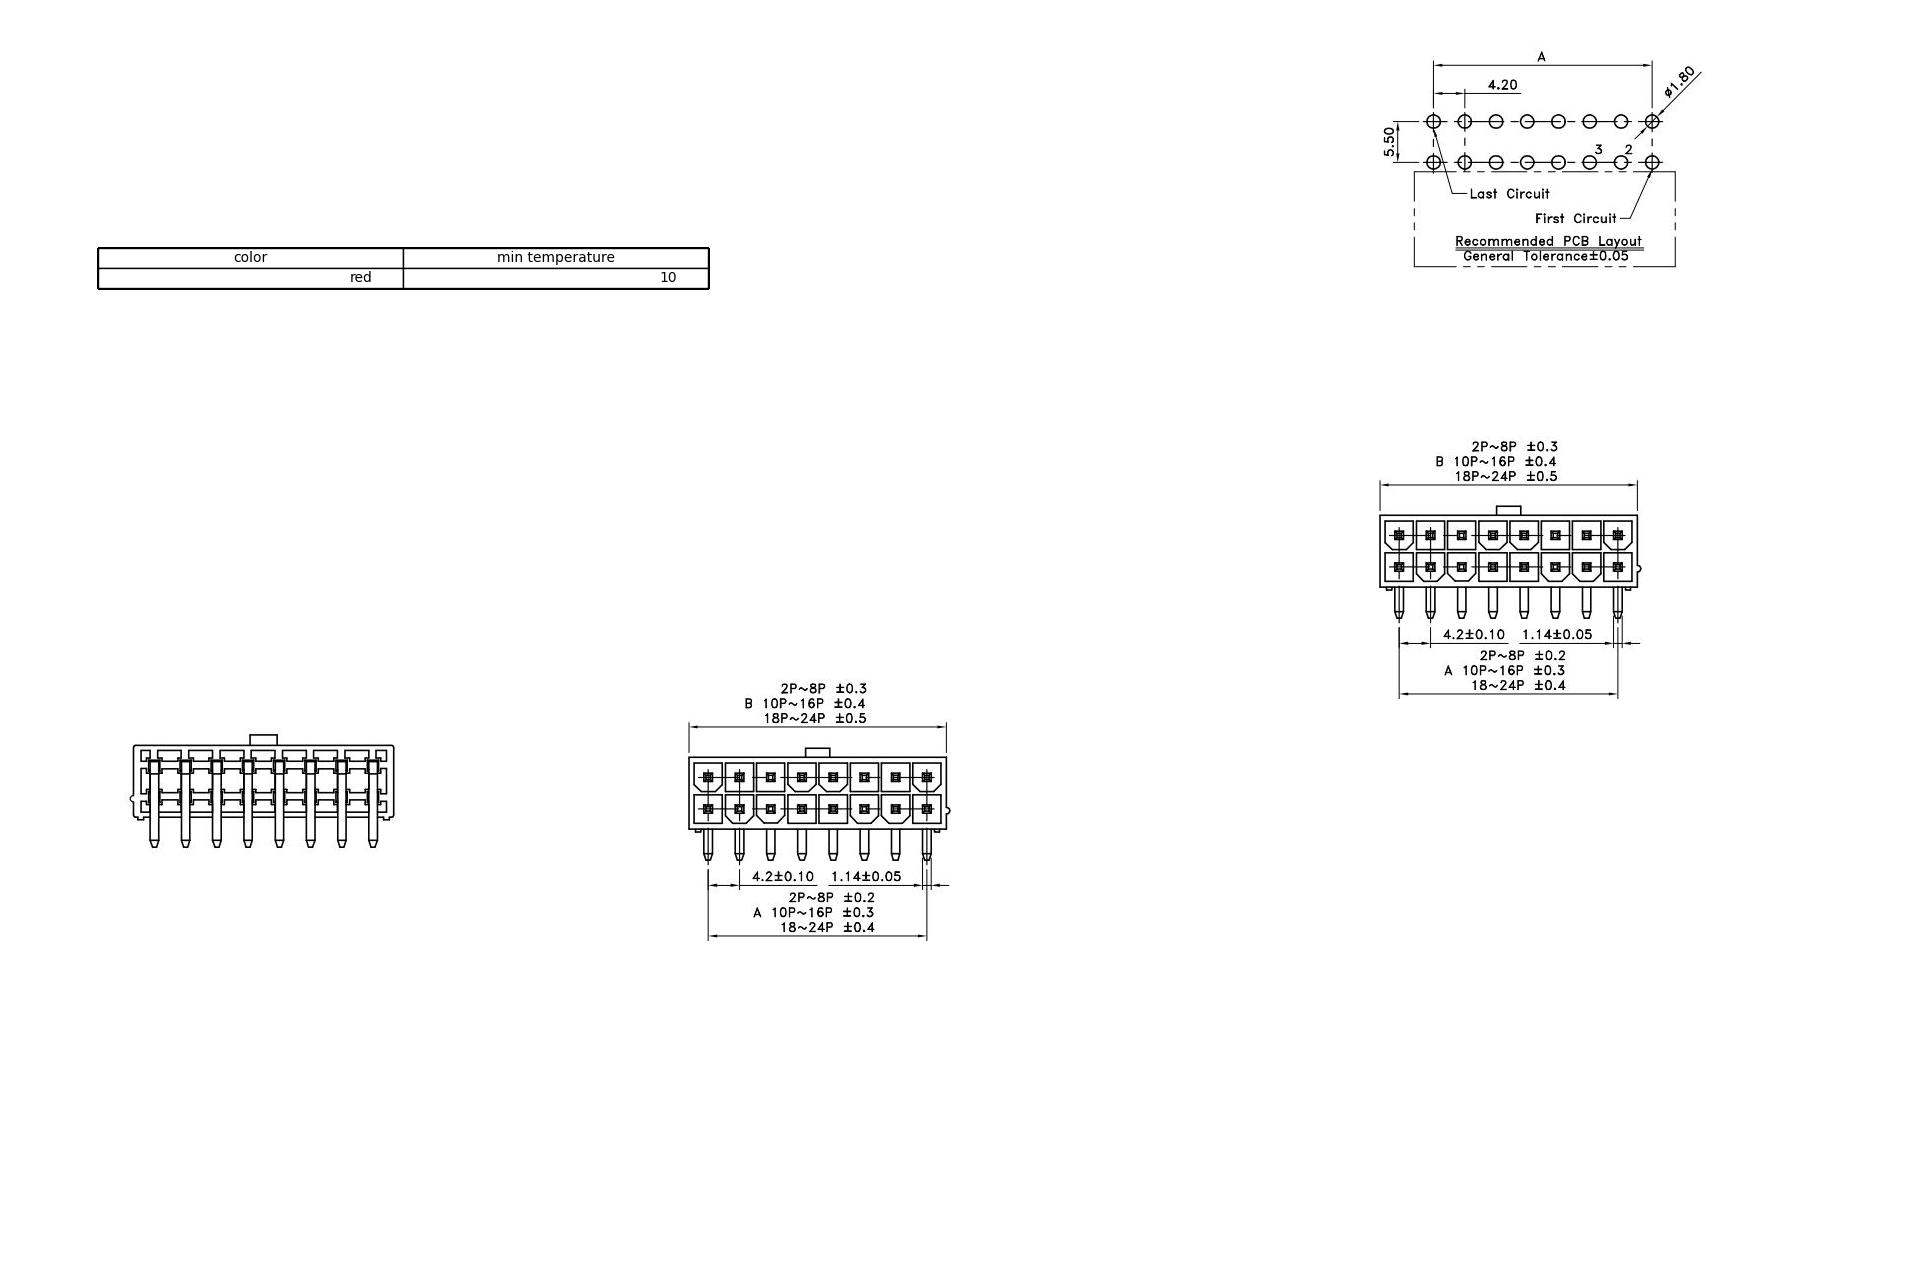 A
4.20
ø1.80
5.50
3 2
Last Circuit
First Circuit
Recommended PCB Layout
General Tolerance±0.05
color min temperature
red 10
2P~8P ±0.3
B 10P~16P ±0.4
18P~24P ±0.5
4.2±0.10 1.14±0.05
2P~8P ±0.2
A 10P~16P ±0.3
18~24P ±0.4
2P~8P ±0.3
B 10P~16P ±0.4
18P~24P ±0.5
4.2±0.10 1.14±0.05
2P~8P ±0.2
A 10P~16P ±0.3
18~24P ±0.4